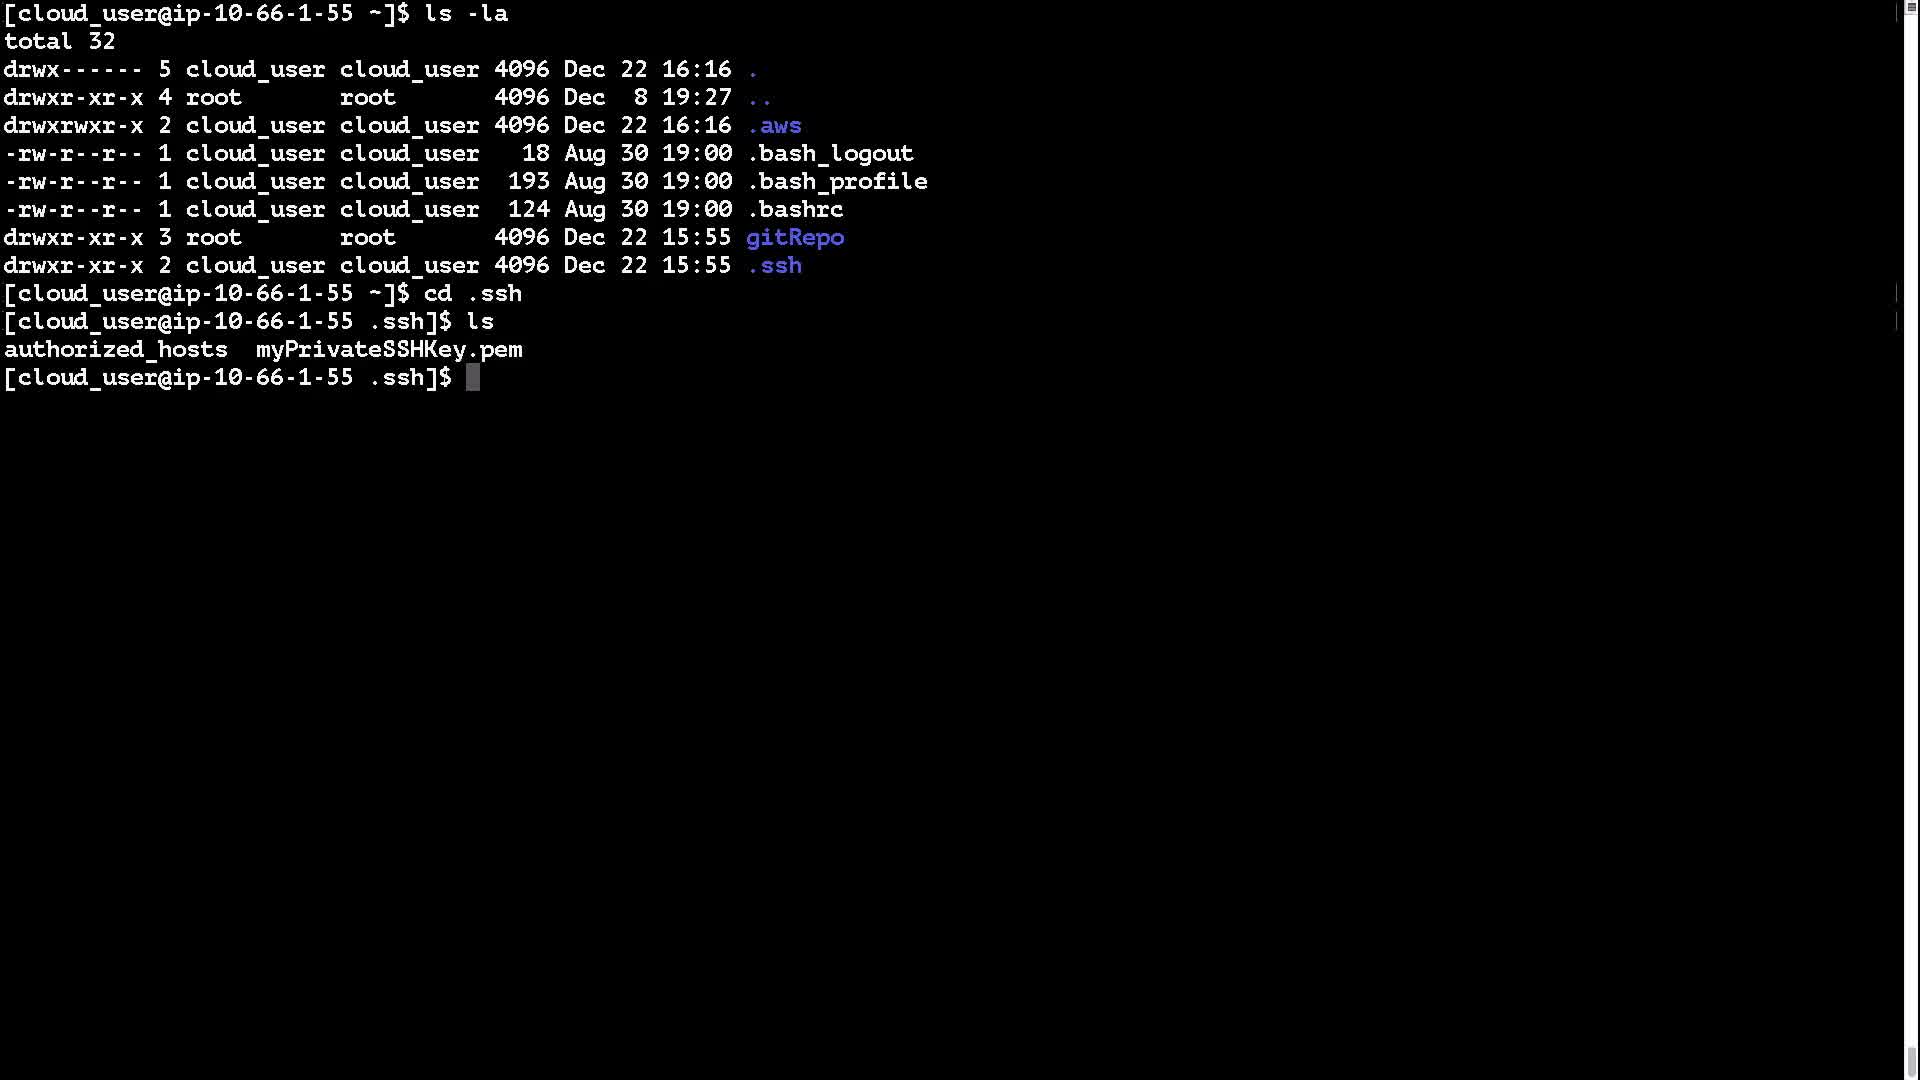 [cloud_user@ip-10-66-1-55 ~]$ ls -la
total 32
drwx------ 5 cloud_user cloud_user 4096 Dec 22 16:16 .
drwxr-xr-x 4 root       root       4096 Dec  8 19:27 ..
drwxrwxr-x 2 cloud_user cloud_user 4096 Dec 22 16:16 .aws
-rw-r--r-- 1 cloud_user cloud_user   18 Aug 30 19:00 .bash_logout
-rw-r--r-- 1 cloud_user cloud_user  193 Aug 30 19:00 .bash_profile
-rw-r--r-- 1 cloud_user cloud_user  124 Aug 30 19:00 .bashrc
drwxr-xr-x 3 root       root       4096 Dec 22 15:55 gitRepo
drwxr-xr-x 2 cloud_user cloud_user 4096 Dec 22 15:55 .ssh
[cloud_user@ip-10-66-1-55 ~]$ cd .ssh
[cloud_user@ip-10-66-1-55 .ssh]$ ls
authorized_hosts  myPrivateSSHKey.pem
[cloud_user@ip-10-66-1-55 .ssh]$